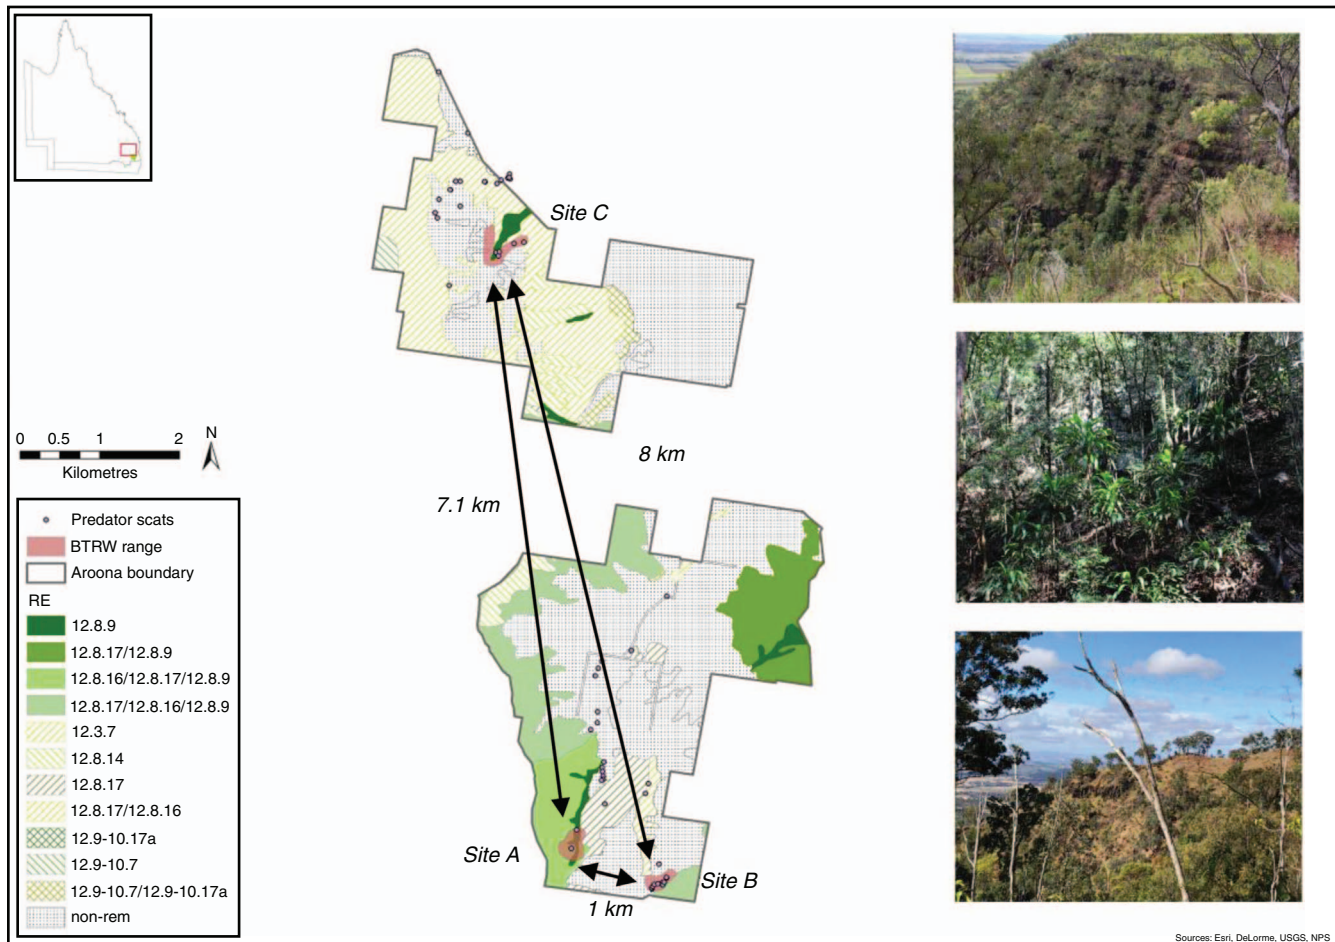 Site C
0 0.5 1 2
N
Kilometres
8 km
7.1 km
Predator scats
BTRW range
Aroona boundary
RE
12.8.9
12.8.17/12.8.9
12.8.16/12.8.17/12.8.9
12.8.17/12.8.16/12.8.9
12.3.7
12.8.14
12.8.17
12.8.17/12.8.16
12.9-10.17a
12.9-10.7
12.9-10.7/12.9-10.17a
non-rem
Site A
Site B
1 km
Sources: Esri, DeLorme, USGS, NPS